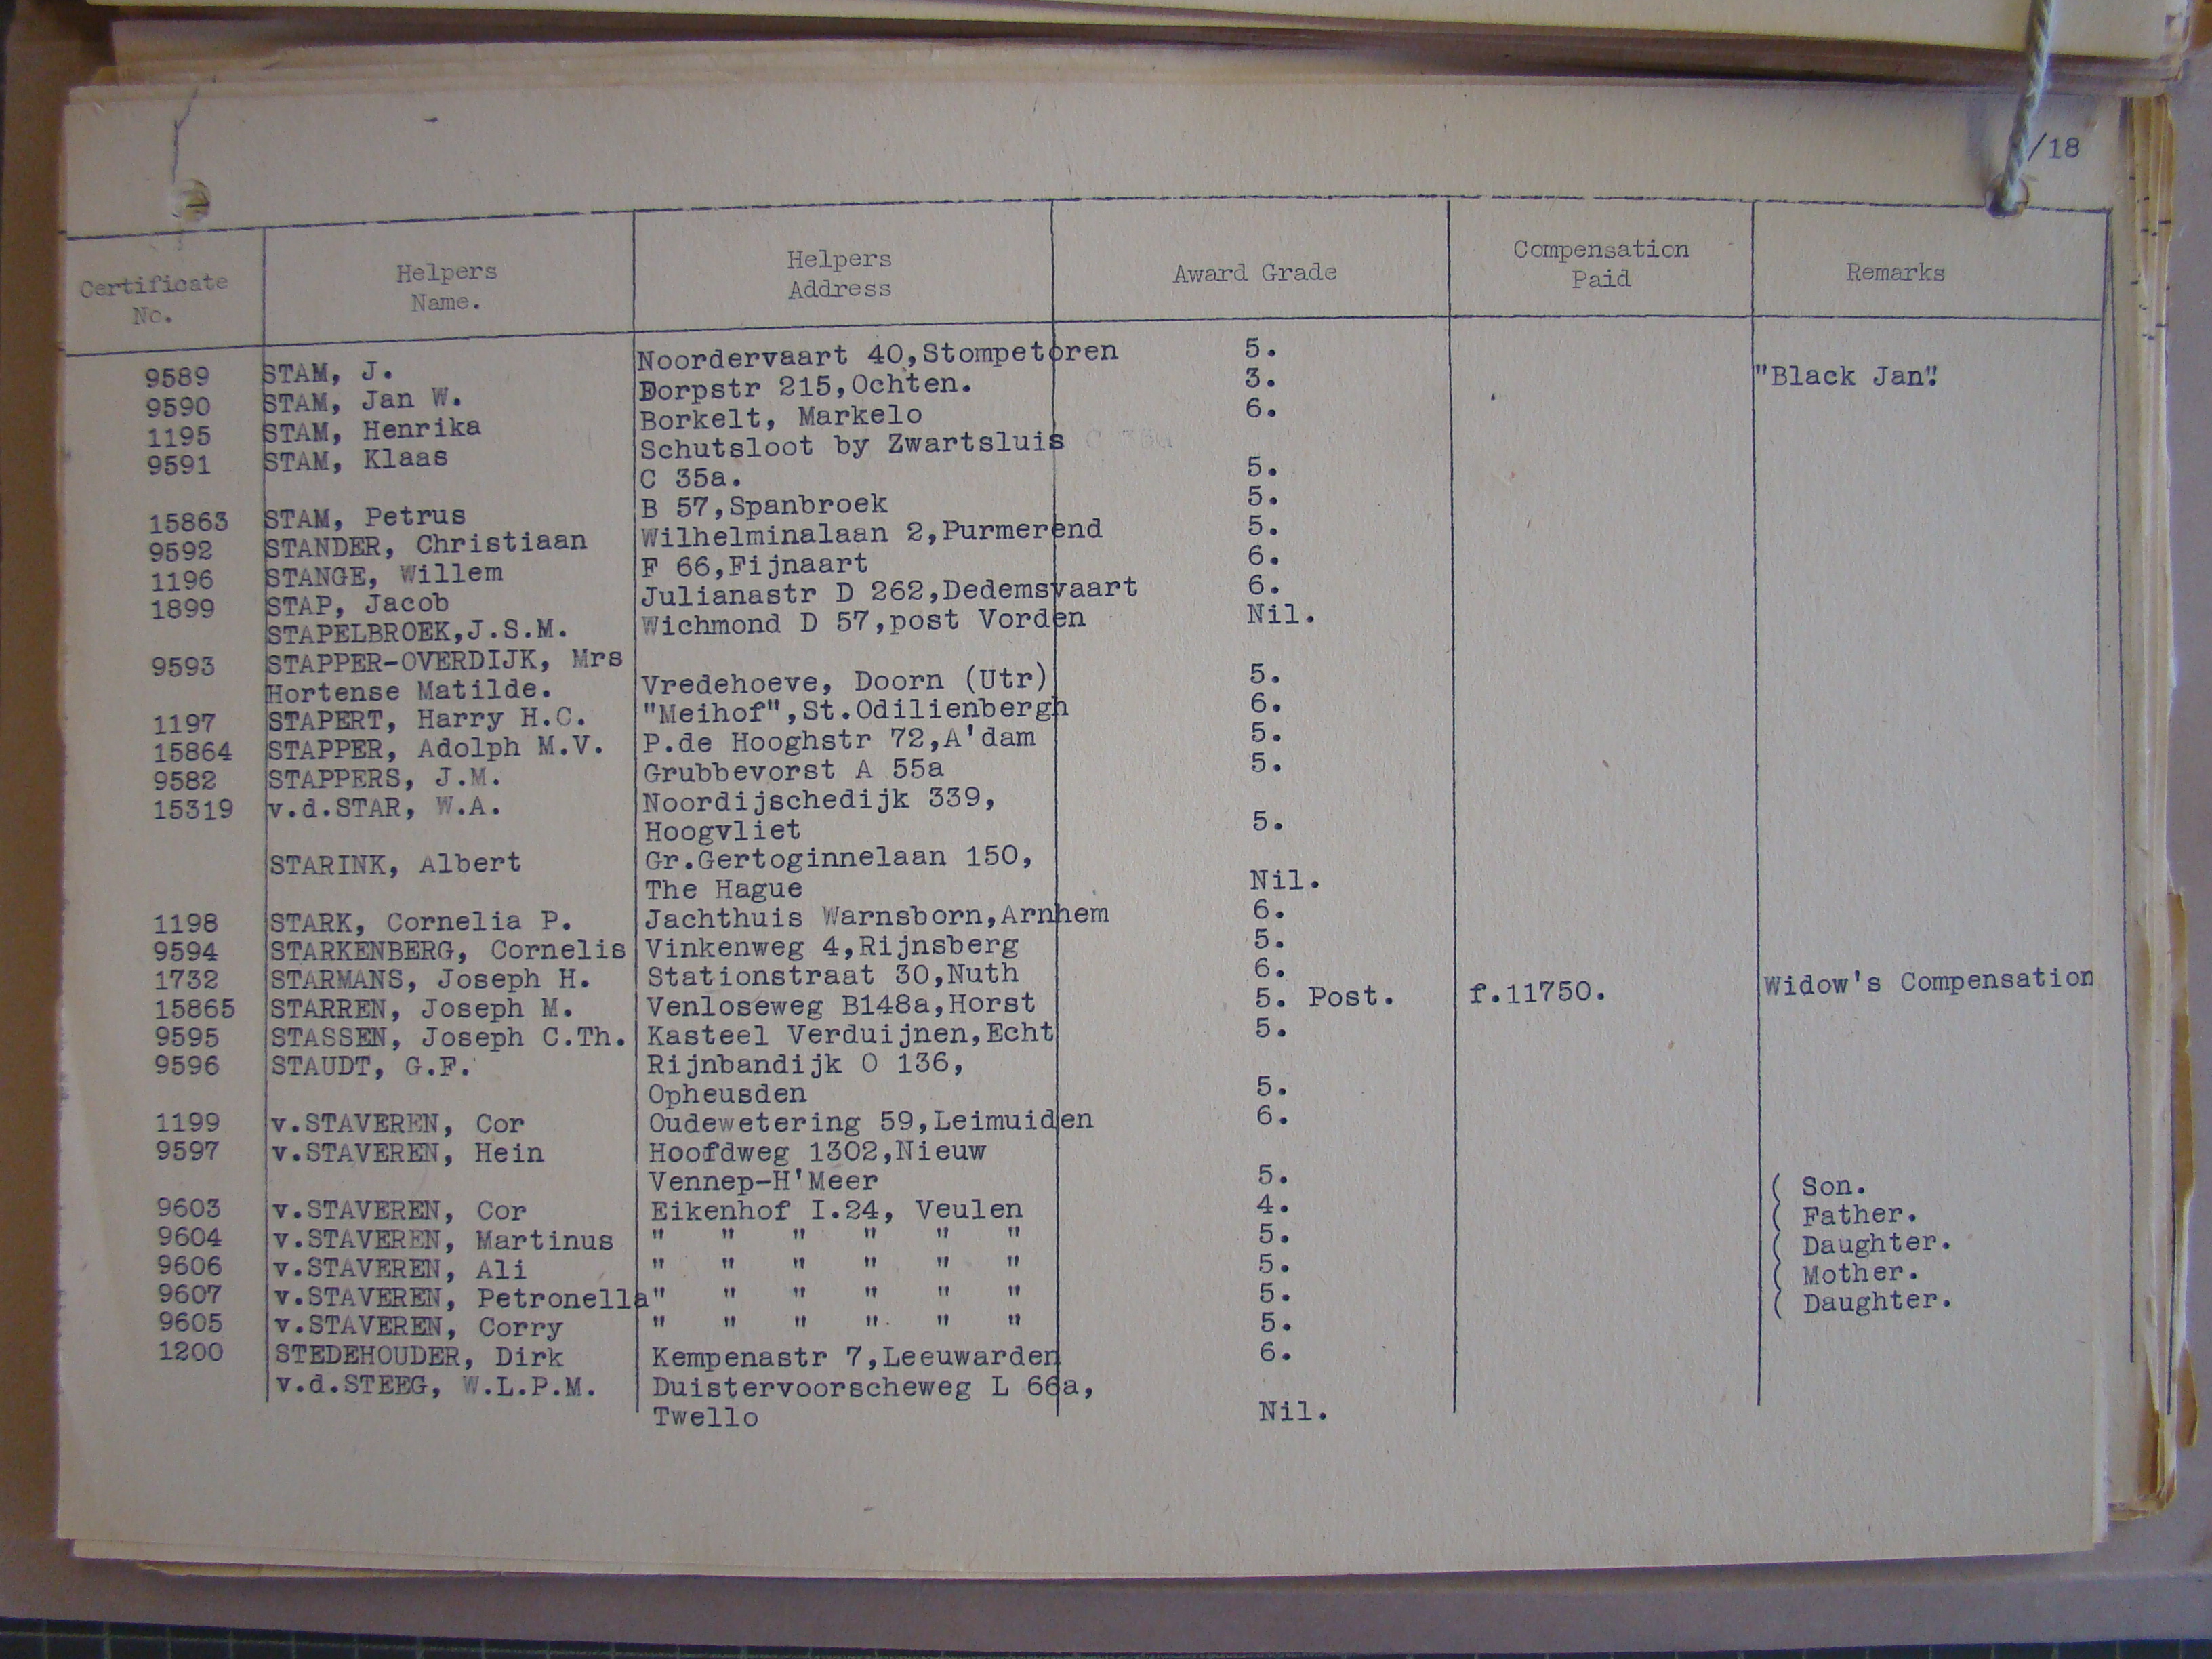 /18
Certificate No. Helpers Name. Helpers Address Award Grade Compensation Paid Remarks
9589 STAM, J. Noordervaart 40,Stompetoren 5.
9590 STAM, Jan W. Dorpstr 215,Ochten. 3. "Black Jan".
1195 STAM, Henrika Borkelt, Markelo 6.
9591 STAM, Klaas Schutsloot by Zwartsluis
C 35a. 5.
15863 STAM, Petrus B 57,Spanbroek 5.
9592 STANDER, Christiaan Wilhelminalaan 2,Purmerend 5.
1196 STANGE, Willem F 66,Fijnaart 6.
1899 STAP, Jacob Julianastr D 262,Dedemsvaart 6.
STAPELBROEK,J.S.M. Wichmond D 57,post Vorden Nil.
9593 STAPPER-OVERDIJK, Mrs
Hortense Matilde. Vredehoeve, Doorn (Utr) 5.
1197 STAPERT, Harry H.C. "Meihof",St.Odilienbergh 6.
15864 STAPPER, Adolph M.V. P.de Hooghstr 72,A'dam 5.
9582 STAPPERS, J.M. Grubbevorst A 55a 5.
15319 v.d.STAR, W.A. Noordijschedijk 339,
Hoogvliet 5.
STARINK, Albert Gr.Gertoginnelaan 150,
The Hague Nil.
1198 STARK, Cornelia P. Jachthuis Warnsborn,Arnhem 6.
9594 STARKENBERG, Cornelis Vinkenweg 4,Rijnsberg 5.
1732 STARMANS, Joseph H. Stationstraat 30,Nuth 6.
15865 STARREN, Joseph M. Venloseweg B148a,Horst 5. Post. f.11750. Widow's Compensation
9595 STASSEN, Joseph C.Th. Kasteel Verduijnen,Echt 5.
9596 STAUDT, G.F. Rijnbandijk O 136,
Opheusden 5.
1199 v.STAVEREN, Cor Oudewetering 59,Leimuiden 6.
9597 v.STAVEREN, Hein Hoofdweg 1302,Nieuw
Vennep-H'Meer 5.
9603 v.STAVEREN, Cor Eikenhof I.24, Veulen 4. ( Son.
9604 v.STAVEREN, Martinus " " " " " " 5. ( Father.
9606 v.STAVEREN, Ali " " " " " " 5. ( Daughter.
9607 v.STAVEREN, Petronella " " " " " " 5. ( Mother.
9605 v.STAVEREN, Corry " " " " " " 5. ( Daughter.
1200 STEDEHOUDER, Dirk Kempenastr 7,Leeuwarden 6.
v.d.STEEG, W.L.P.M. Duistervoorscheweg L 66a,
Twello Nil.